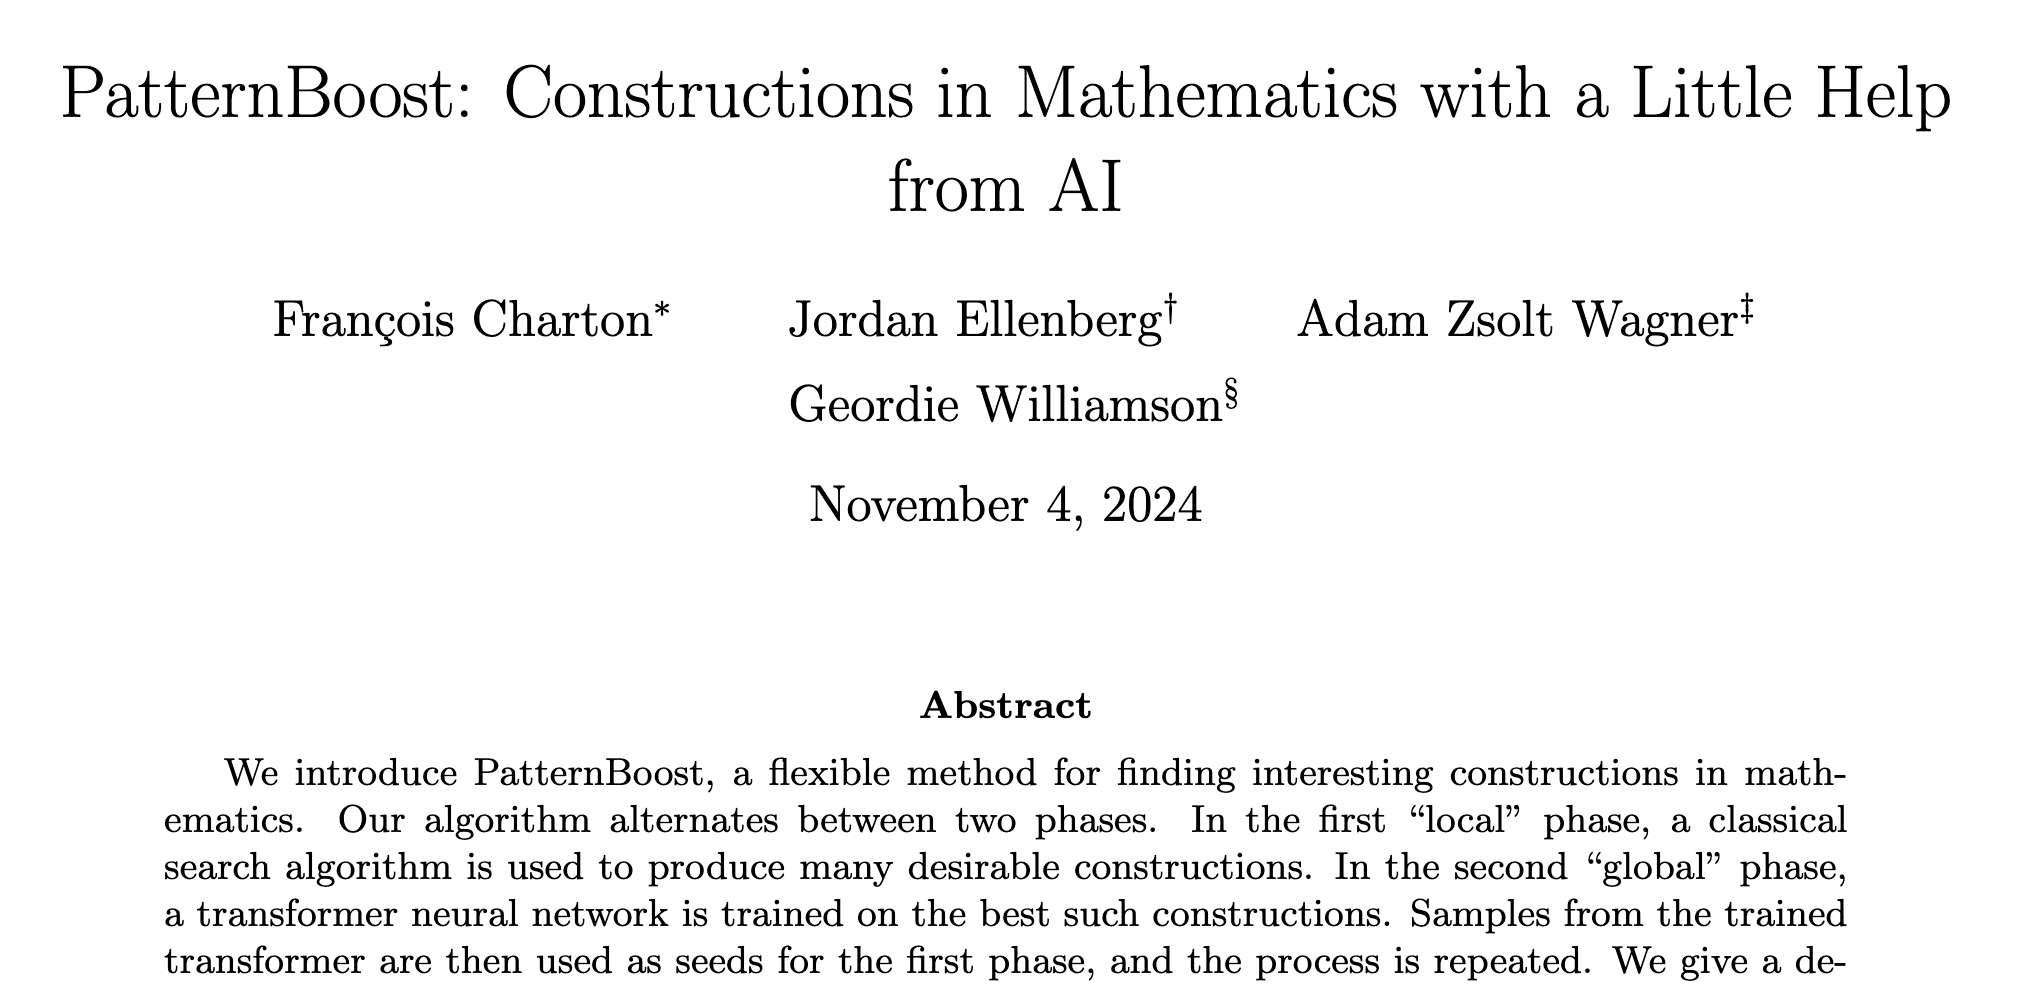 PatternBoost: Constructions in Mathematics with a Little Help
from AI
François Charton* Jordan Ellenberg† Adam Zsolt Wagner‡
Geordie Williamson§
November 4, 2024
Abstract
We introduce PatternBoost, a flexible method for finding interesting constructions in math-
ematics. Our algorithm alternates between two phases. In the first “local” phase, a classical
search algorithm is used to produce many desirable constructions. In the second “global” phase,
a transformer neural network is trained on the best such constructions. Samples from the trained
transformer are then used as seeds for the first phase, and the process is repeated. We give a de-